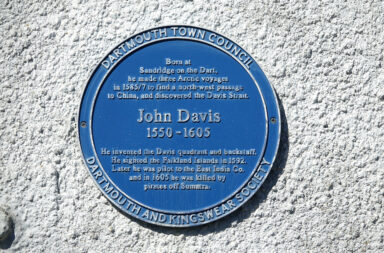 DARTMOUTH TOWN COUNCIL
Born at
Sandridge on the Dart,
he made three Arctic voyages
in 1585/7 to find a north-west passage
to China, and discovered the Davis Strait.
John Davis
1550-1605
He invented the Davis quadrant and backstaff.
He sighted the Falkland Islands in 1592.
Later he was pilot to the East India Co.
and in 1605 he was killed by
pirates off Sumatra.
DARTMOUTH AND KINGSWEAR SOCIETY